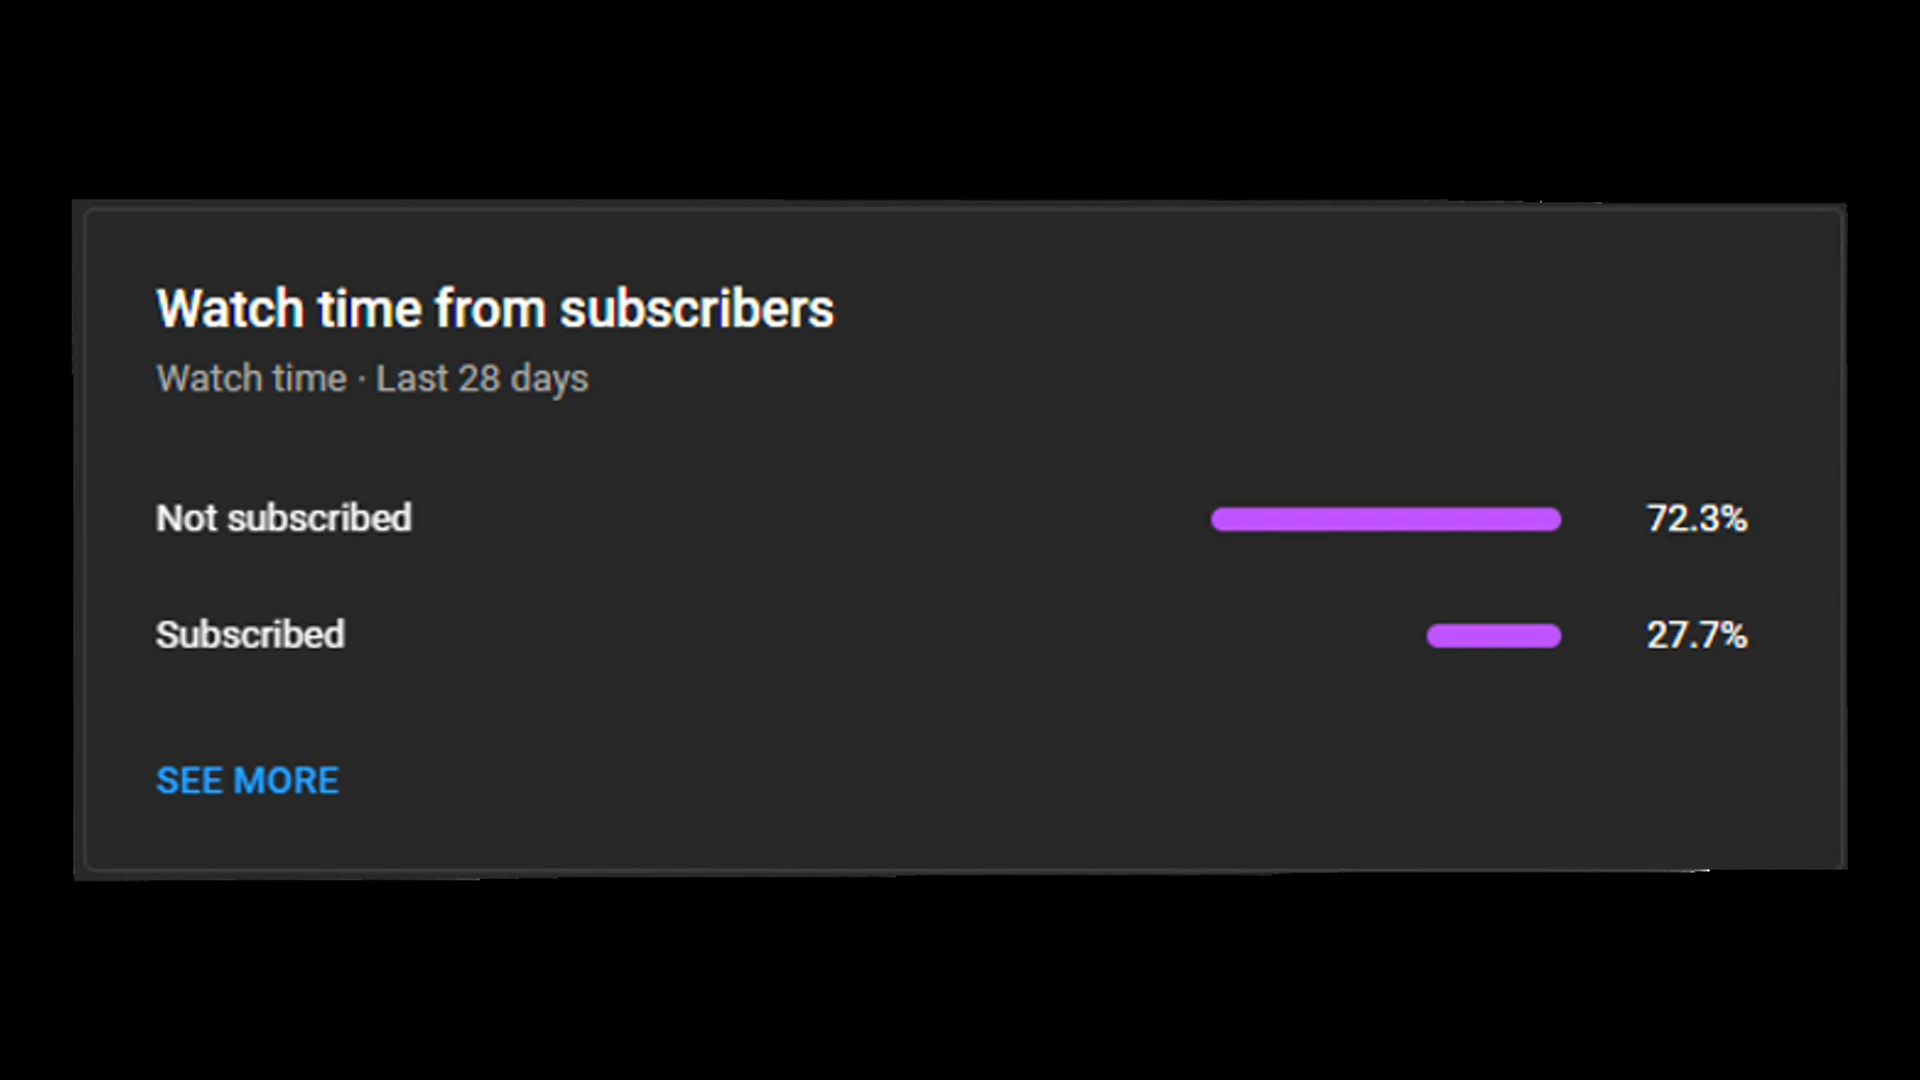 Watch time from subscribers
Watch time · Last 28 days
Not subscribed 72.3%
Subscribed 27.7%
SEE MORE